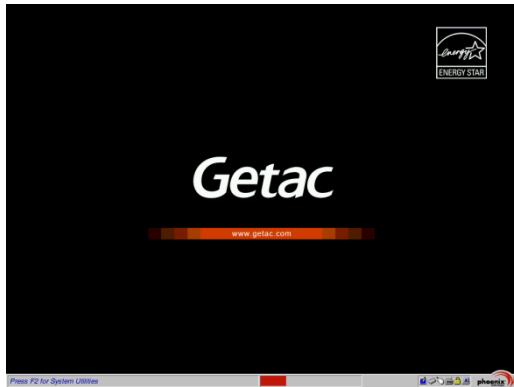 energy
ENERGY STAR
Getac
www.getac.com
Press F2 for System Utilities
phoenix